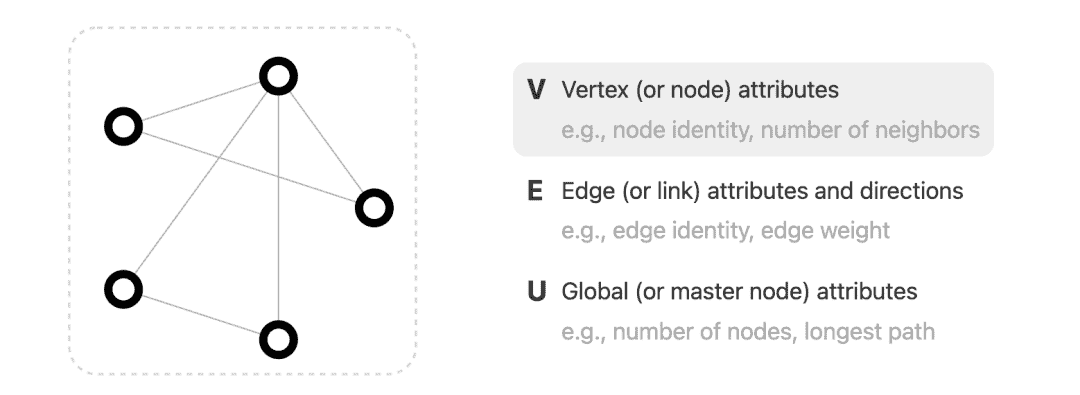 V Vertex (or node) attributes
e.g., node identity, number of neighbors
E Edge (or link) attributes and directions
e.g., edge identity, edge weight
U Global (or master node) attributes
e.g., number of nodes, longest path